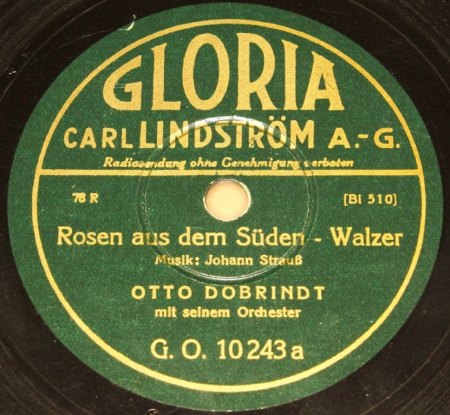 GLORIA
CARL LINDSTRÖM A.-G.
Radiosendung ohne Genehmigung verboten
78 R [Bi 510]
Rosen aus dem Süden - Walzer
Musik: Johann Strauß
OTTO DOBRINDT
mit seinem Orchester
G. O. 10243a